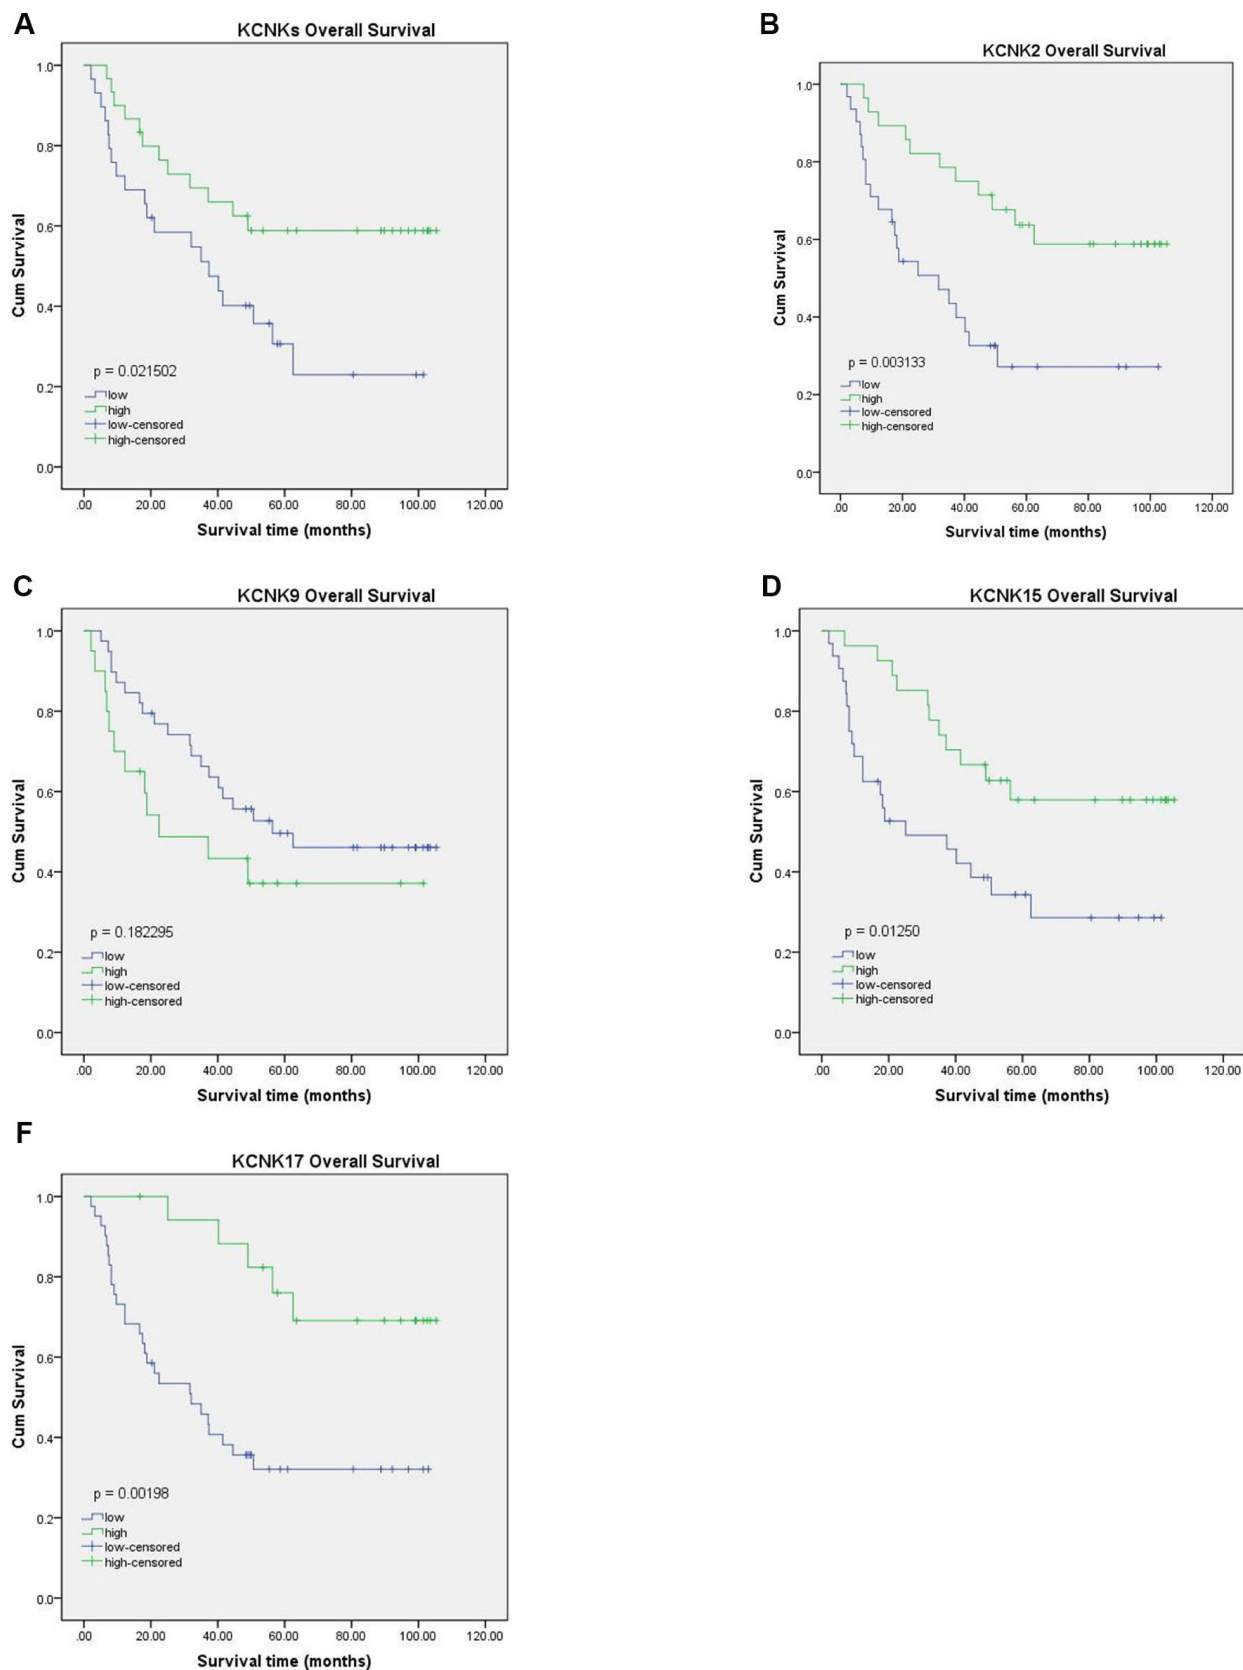 A
KCNKs Overall Survival
1.0
0.8
0.6
0.4
0.2
0.0
Cum Survival
p = 0.021502
low
high
low-censored
high-censored
.00 20.00 40.00 60.00 80.00 100.00 120.00
Survival time (months)
B
KCNK2 Overall Survival
1.0
0.8
0.6
0.4
0.2
0.0
Cum Survival
p = 0.003133
low
high
low-censored
high-censored
.00 20.00 40.00 60.00 80.00 100.00 120.00
Survival time (months)
C
KCNK9 Overall Survival
1.0
0.8
0.6
0.4
0.2
0.0
Cum Survival
p = 0.182295
low
high
low-censored
high-censored
.00 20.00 40.00 60.00 80.00 100.00 120.00
Survival time (months)
D
KCNK15 Overall Survival
1.0
0.8
0.6
0.4
0.2
0.0
Cum Survival
p = 0.01250
low
high
low-censored
high-censored
.00 20.00 40.00 60.00 80.00 100.00 120.00
Survival time (months)
F
KCNK17 Overall Survival
1.0
0.8
0.6
0.4
0.2
0.0
Cum Survival
p = 0.00198
low
high
low-censored
high-censored
.00 20.00 40.00 60.00 80.00 100.00 120.00
Survival time (months)